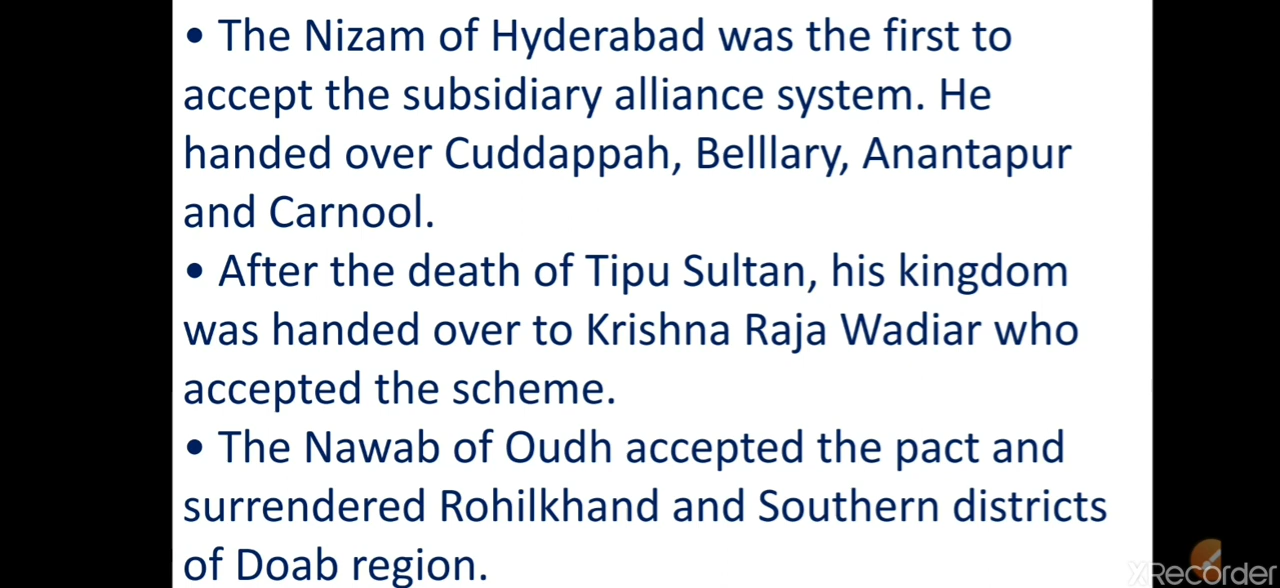 • The Nizam of Hyderabad was the first to
accept the subsidiary alliance system. He
handed over Cuddappah, Belllary, Anantapur
and Carnool.
• After the death of Tipu Sultan, his kingdom
was handed over to Krishna Raja Wadiar who
accepted the scheme.
• The Nawab of Oudh accepted the pact and
surrendered Rohilkhand and Southern districts
of Doab region.
XRecorder